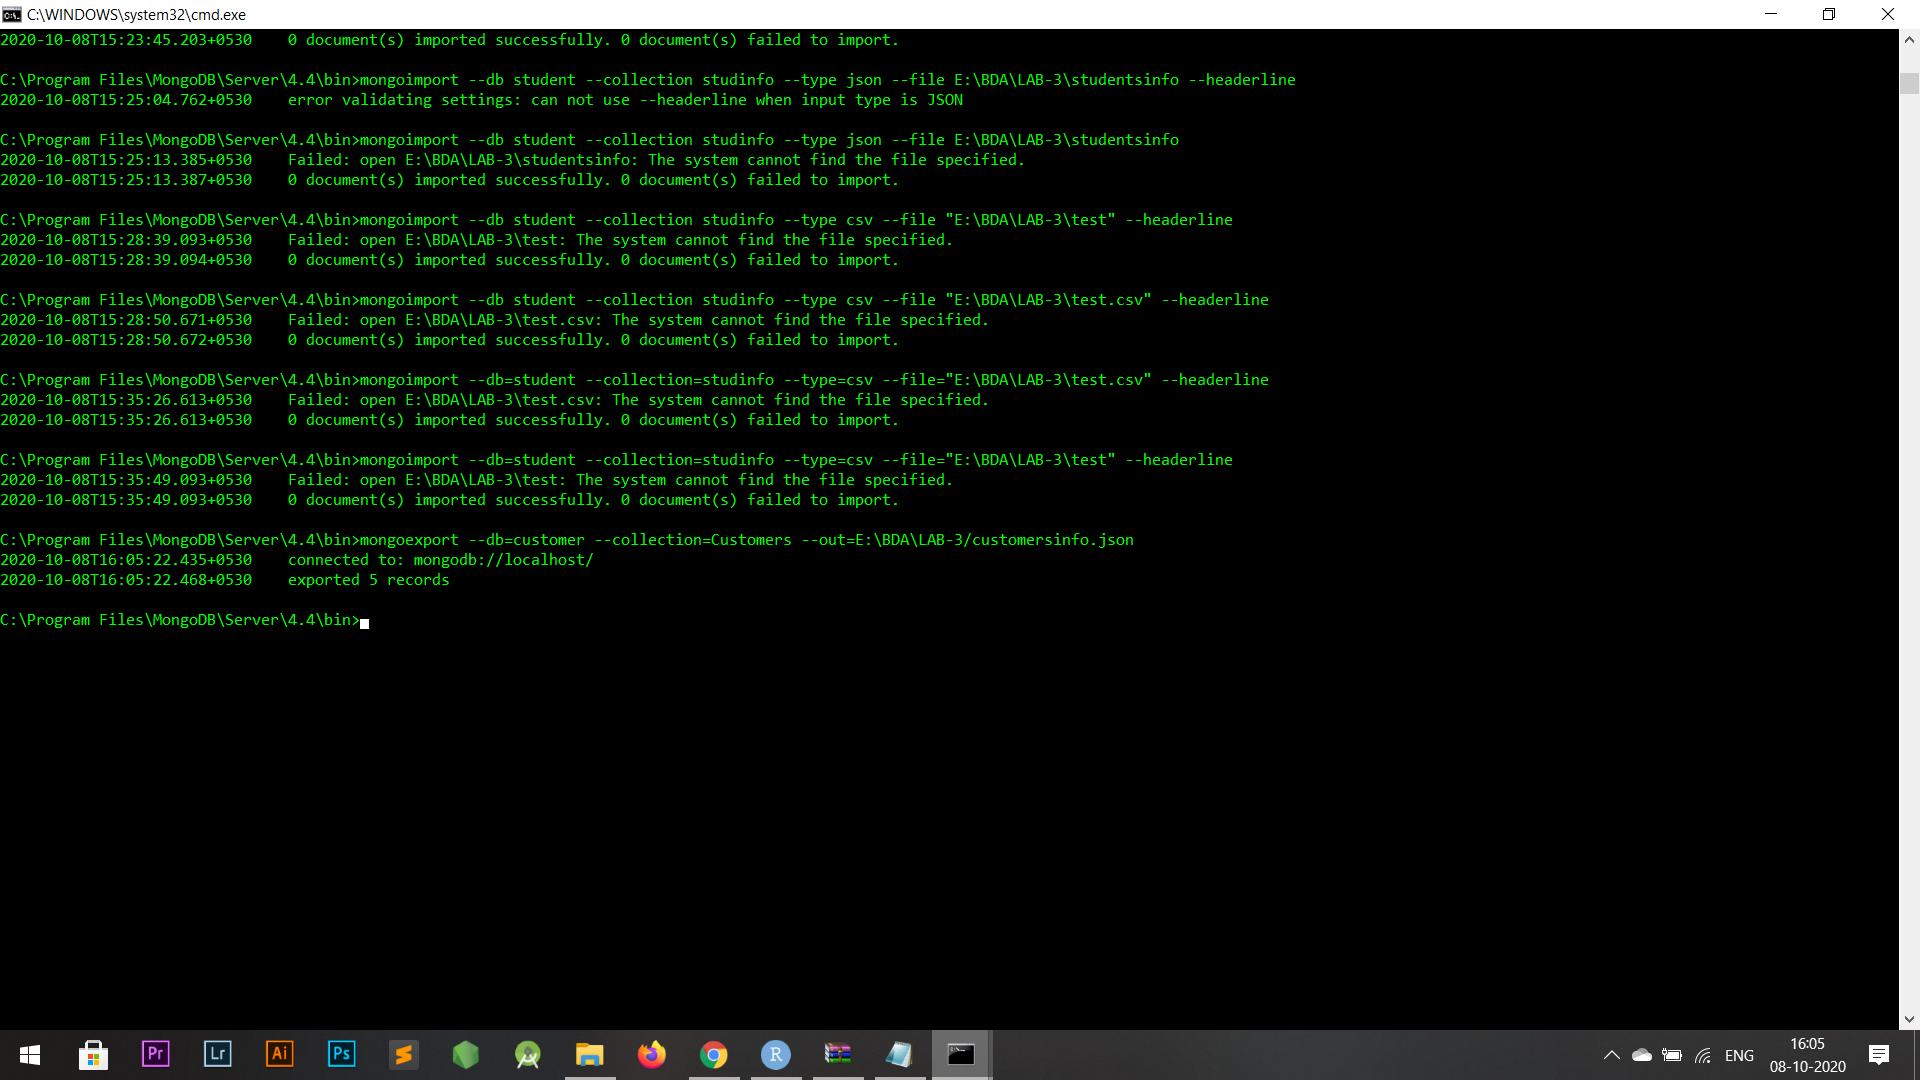 C:\WINDOWS\system32\cmd.exe
2020-10-08T15:23:45.203+0530    0 document(s) imported successfully. 0 document(s) failed to import.
C:\Program Files\MongoDB\Server\4.4\bin>mongoimport --db student --collection studinfo --type json --file E:\BDA\LAB-3\studentsinfo --headerline
2020-10-08T15:25:04.762+0530    error validating settings: can not use --headerline when input type is JSON
C:\Program Files\MongoDB\Server\4.4\bin>mongoimport --db student --collection studinfo --type json --file E:\BDA\LAB-3\studentsinfo
2020-10-08T15:25:13.385+0530    Failed: open E:\BDA\LAB-3\studentsinfo: The system cannot find the file specified.
2020-10-08T15:25:13.387+0530    0 document(s) imported successfully. 0 document(s) failed to import.
C:\Program Files\MongoDB\Server\4.4\bin>mongoimport --db student --collection studinfo --type csv --file "E:\BDA\LAB-3\test" --headerline
2020-10-08T15:28:39.093+0530    Failed: open E:\BDA\LAB-3\test: The system cannot find the file specified.
2020-10-08T15:28:39.094+0530    0 document(s) imported successfully. 0 document(s) failed to import.
C:\Program Files\MongoDB\Server\4.4\bin>mongoimport --db student --collection studinfo --type csv --file "E:\BDA\LAB-3\test.csv" --headerline
2020-10-08T15:28:50.671+0530    Failed: open E:\BDA\LAB-3\test.csv: The system cannot find the file specified.
2020-10-08T15:28:50.672+0530    0 document(s) imported successfully. 0 document(s) failed to import.
C:\Program Files\MongoDB\Server\4.4\bin>mongoimport --db=student --collection=studinfo --type=csv --file="E:\BDA\LAB-3\test.csv" --headerline
2020-10-08T15:35:26.613+0530    Failed: open E:\BDA\LAB-3\test.csv: The system cannot find the file specified.
2020-10-08T15:35:26.613+0530    0 document(s) imported successfully. 0 document(s) failed to import.
C:\Program Files\MongoDB\Server\4.4\bin>mongoimport --db=student --collection=studinfo --type=csv --file="E:\BDA\LAB-3\test" --headerline
2020-10-08T15:35:49.093+0530    Failed: open E:\BDA\LAB-3\test: The system cannot find the file specified.
2020-10-08T15:35:49.093+0530    0 document(s) imported successfully. 0 document(s) failed to import.
C:\Program Files\MongoDB\Server\4.4\bin>mongoexport --db=customer --collection=Customers --out=E:\BDA\LAB-3/customersinfo.json
2020-10-08T16:05:22.435+0530    connected to: mongodb://localhost/
2020-10-08T16:05:22.468+0530    exported 5 records
C:\Program Files\MongoDB\Server\4.4\bin>
Pr Lr Ai Ps R ENG
16:05
08-10-2020